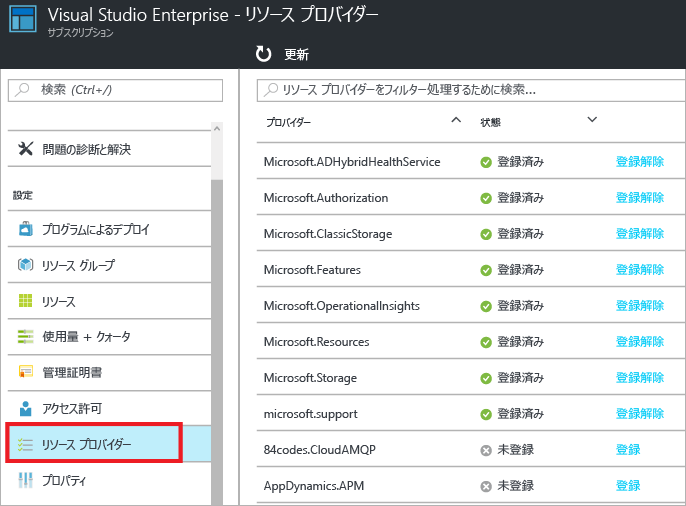 Visual Studio Enterprise - リソース プロバイダー
サブスクリプション
更新
検索 (Ctrl+/)
問題の診断と解決
設定
プログラムによるデプロイ
リソース グループ
リソース
使用量 + クォータ
管理証明書
アクセス許可
リソース プロバイダー
プロパティ
リソース プロバイダーをフィルター処理するために検索...
プロバイダー 状態
Microsoft.ADHybridHealthService 登録済み 登録解除
Microsoft.Authorization 登録済み 登録解除
Microsoft.ClassicStorage 登録済み 登録解除
Microsoft.Features 登録済み 登録解除
Microsoft.OperationalInsights 登録済み 登録解除
Microsoft.Resources 登録済み 登録解除
Microsoft.Storage 登録済み 登録解除
microsoft.support 登録済み 登録解除
84codes.CloudAMQP 未登録 登録
AppDynamics.APM 未登録 登録